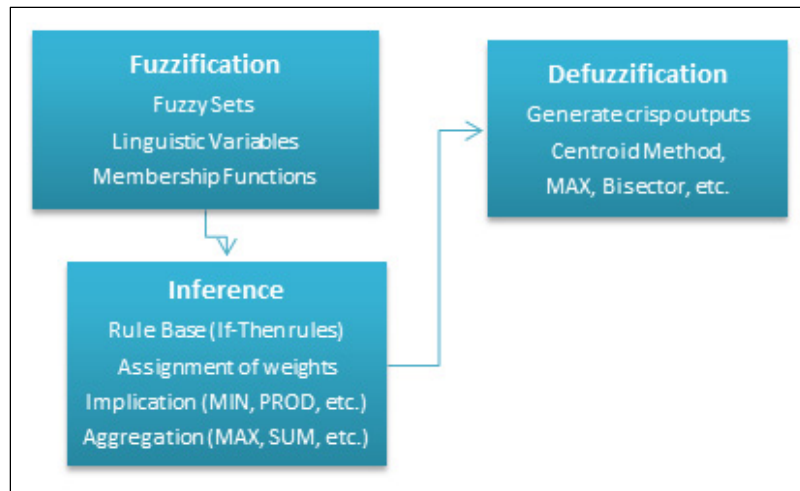 Fuzzification
Fuzzy Sets
Linguistic Variables
Membership Functions
Inference
Rule Base (If-Then rules)
Assignment of weights
Implication (MIN, PROD, etc.)
Aggregation (MAX, SUM, etc.)
Defuzzification
Generate crisp outputs
Centroid Method,
MAX, Bisector, etc.